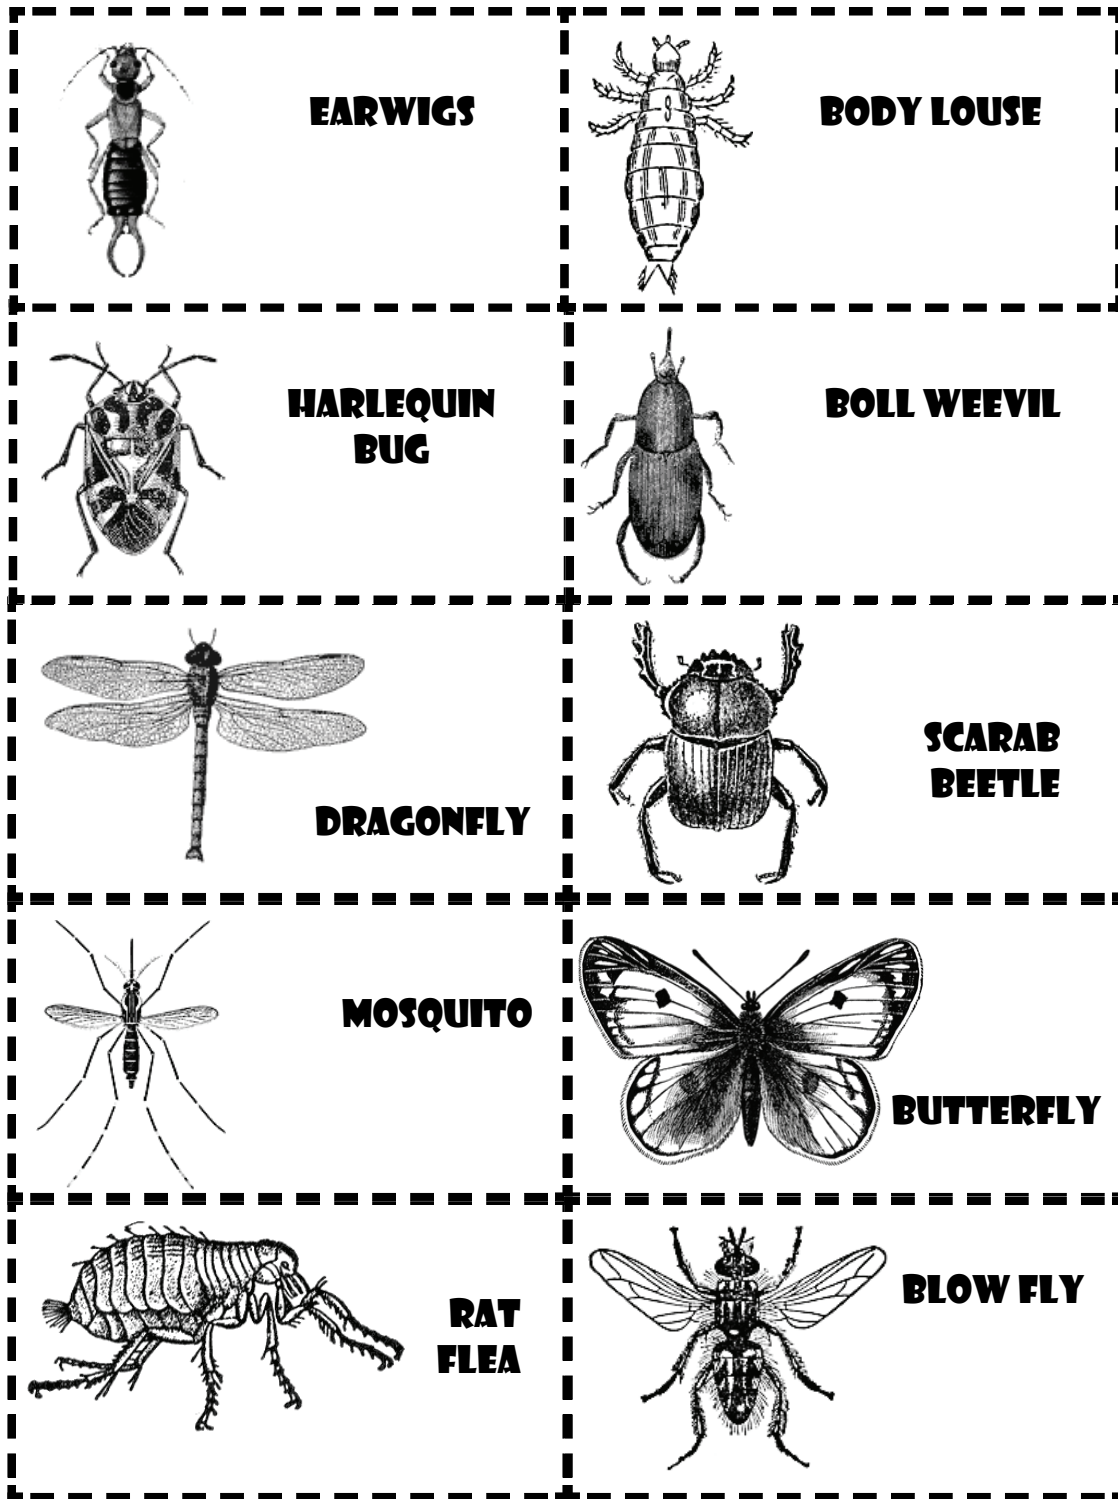 EARWIGS
BODY LOUSE
HARLEQUIN
BUG
BOLL WEEVIL
DRAGONFLY
SCARAB
BEETLE
MOSQUITO
BUTTERFLY
RAT
FLEA
BLOW FLY